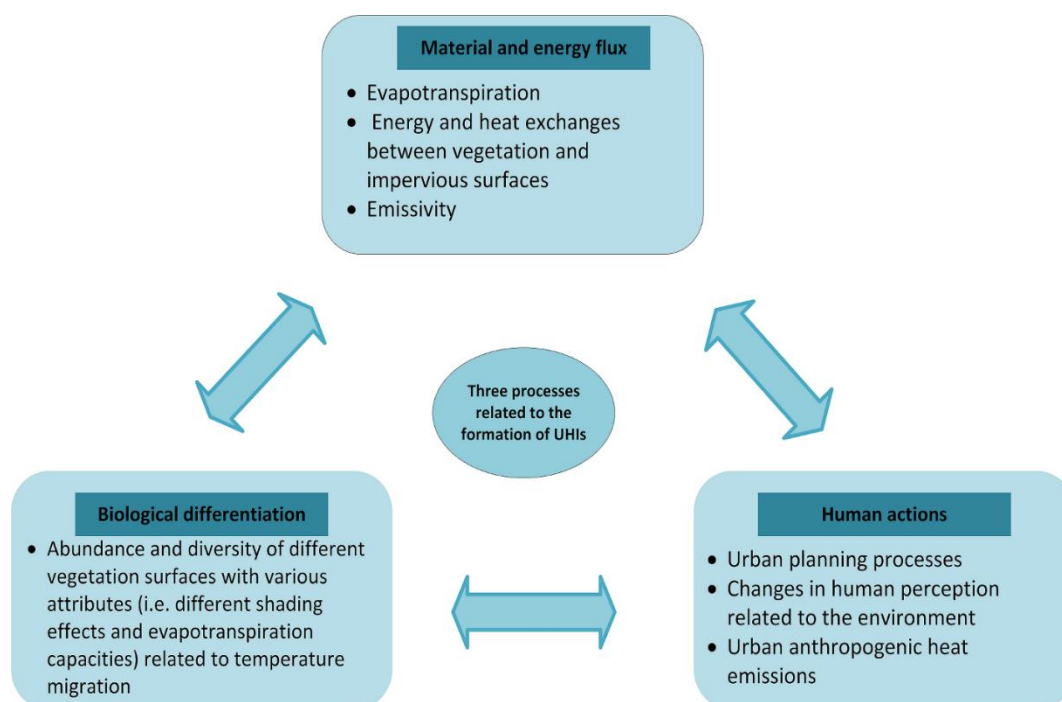 Material and energy flux
• Evapotranspiration
• Energy and heat exchanges
between vegetation and
impervious surfaces
• Emissivity
Three processes
related to the
formation of UHIs
Biological differentiation
• Abundance and diversity of different
vegetation surfaces with various
attributes (i.e. different shading
effects and evapotranspiration
capacities) related to temperature
migration
Human actions
• Urban planning processes
• Changes in human perception
related to the environment
• Urban anthropogenic heat
emissions